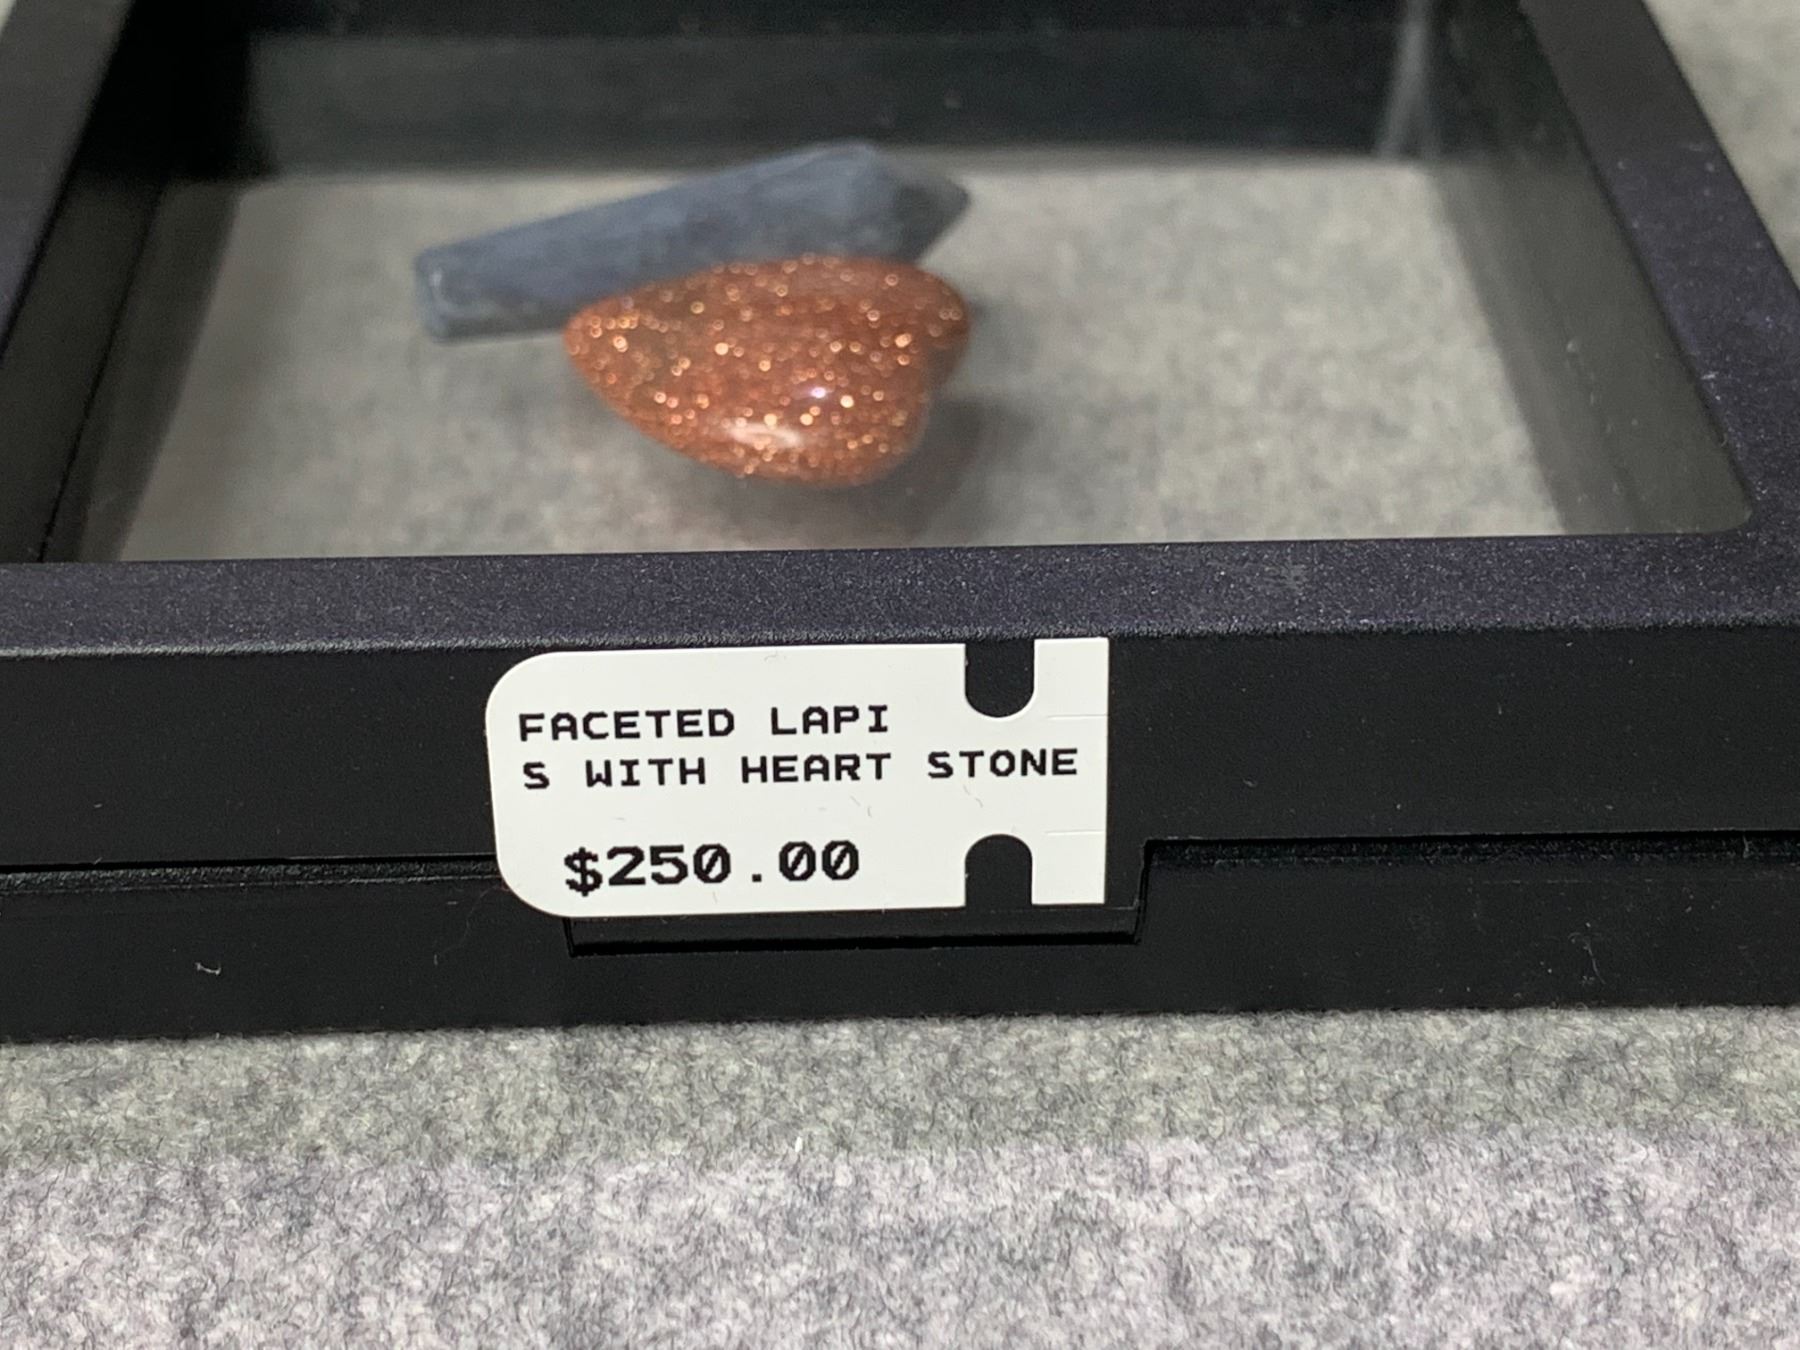 FACETED LAPI
S WITH HEART STONE
$250.00